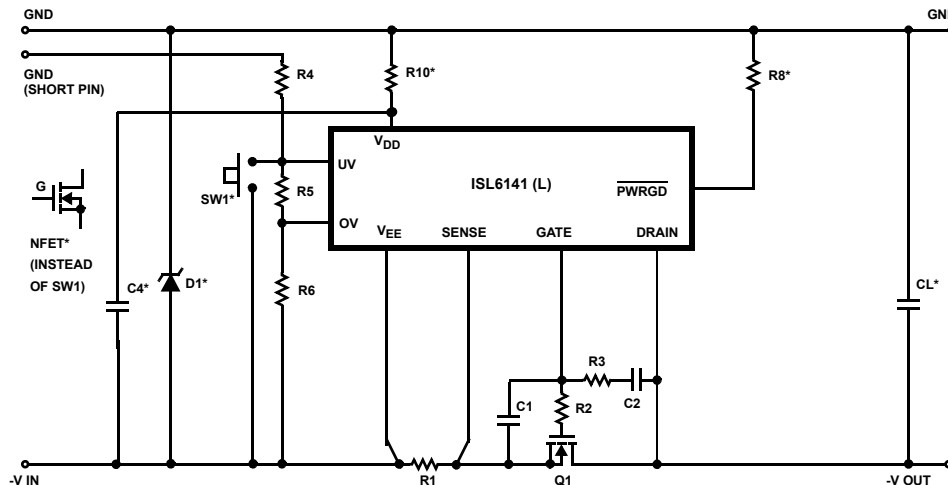 GND
GND
GND
(SHORT PIN)
R4
R10*
R8*
VDD
UV
ISL6141 (L)
PWRGD
R5
SW1*
OV
G
NFET*
(INSTEAD
OF SW1)
VEE
SENSE
GATE
DRAIN
C4*
D1*
R6
CL*
R3
C1
R2
C2
-V IN
R1
Q1
-V OUT